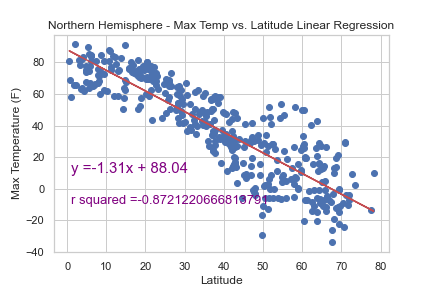 Northern Hemisphere - Max Temp vs. Latitude Linear Regression
80
60
40
20
0
−20
−40
Max Temperature (F)
y =-1.31x + 88.04
r squared =-0.8721220666818799
0 10 20 30 40 50 60 70 80
Latitude